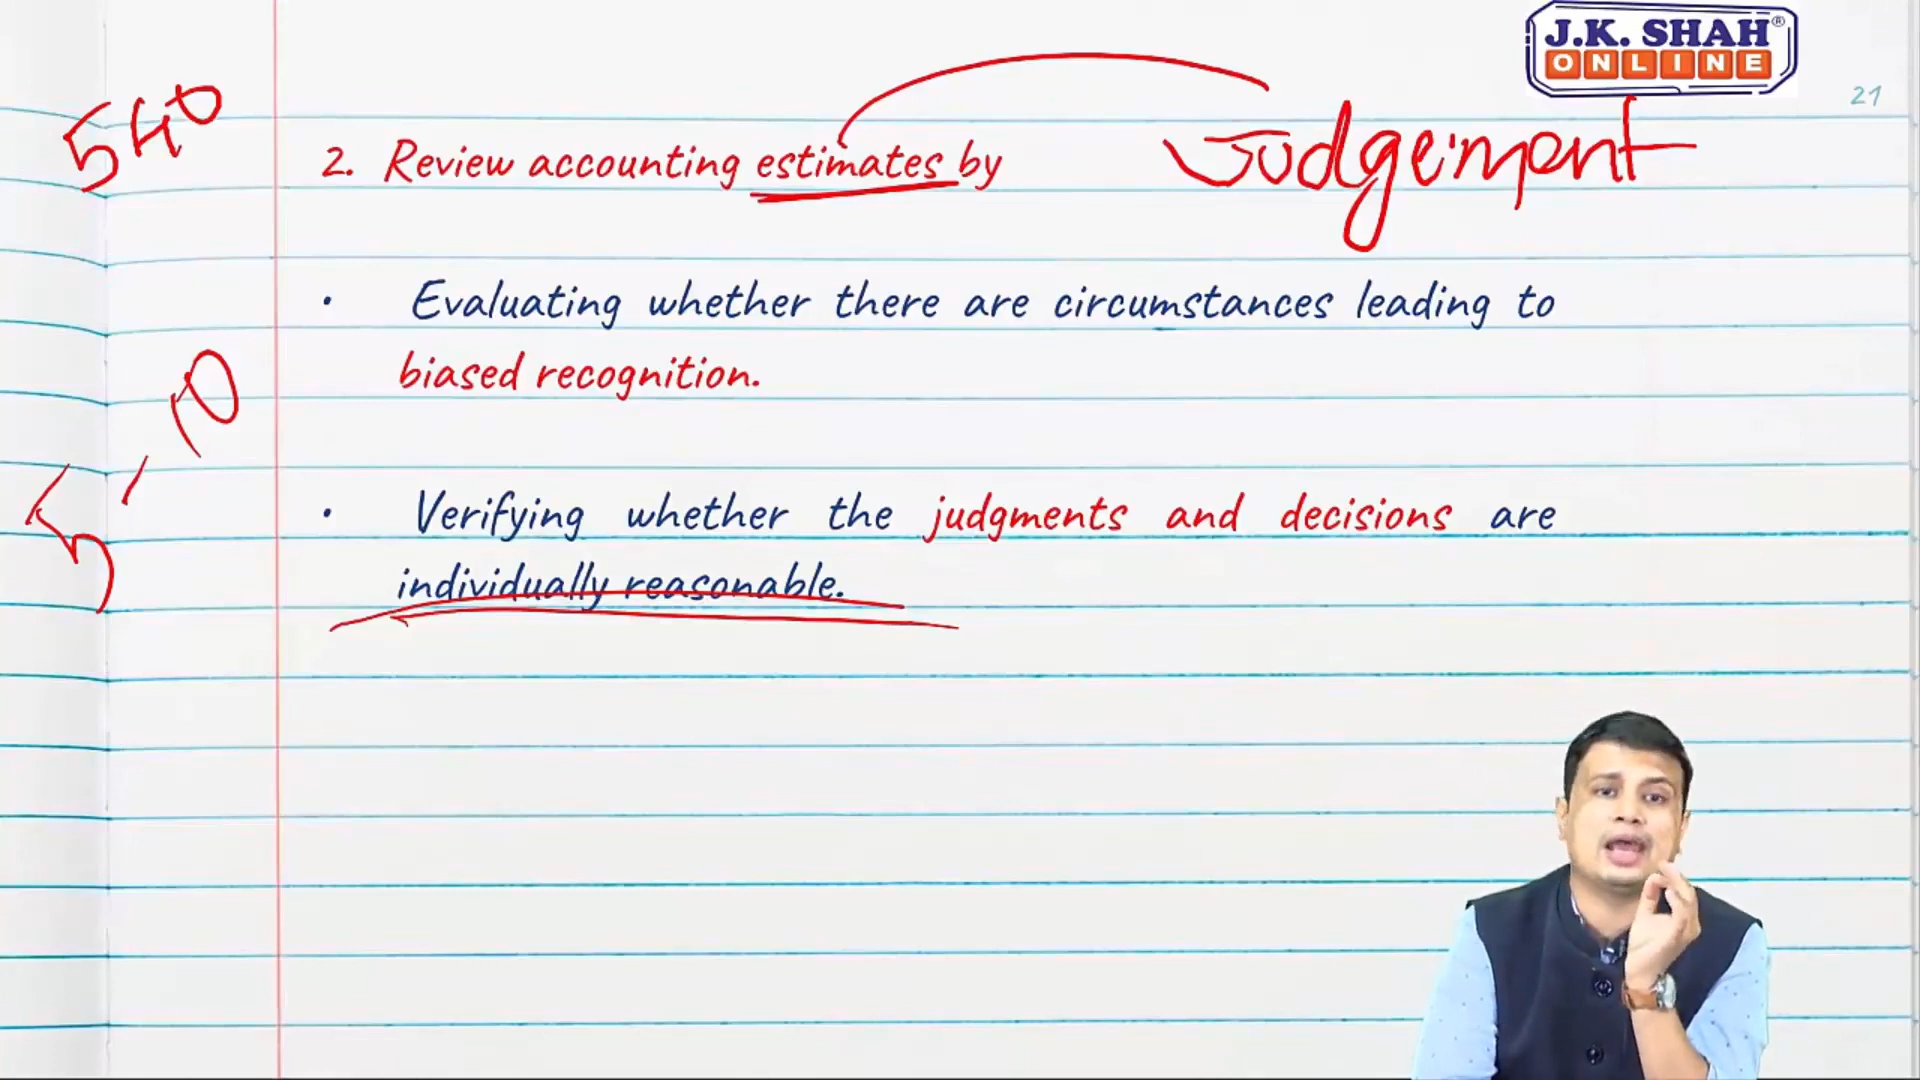 J.K. SHAH®
ONLINE
21
540
2. Review accounting estimates by
Judgement
• Evaluating whether there are circumstances leading to
biased recognition.
5-10
• Verifying whether the judgments and decisions are
individually reasonable.